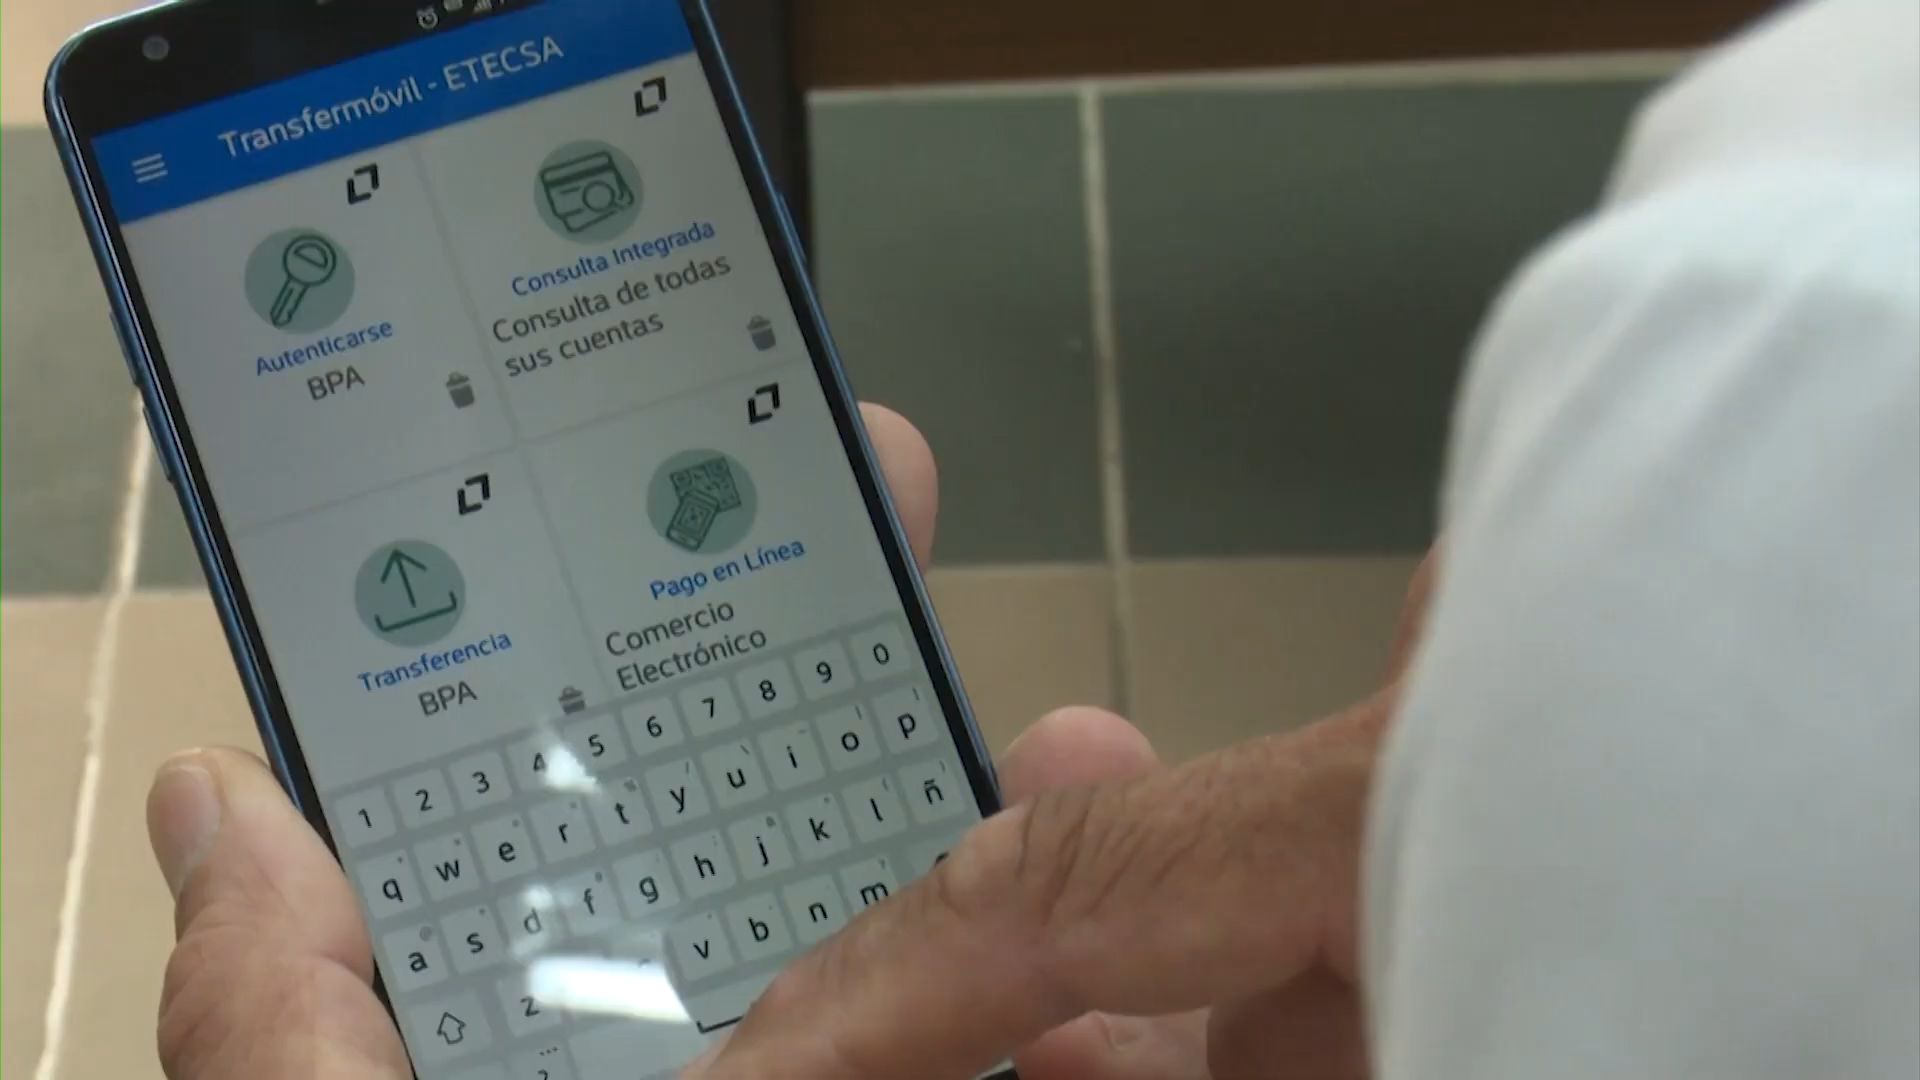 Transfermóvil - ETECSA
Autenticarse
BPA
Consulta Integrada
Consulta de todas
sus cuentas
Transferencia
BPA
Pago en Línea
Comercio
Electrónico
1 2 3 4 5 6 7 8 9 0
q w e r t y u i o p
a s d f g h j k l ñ
z v b n m